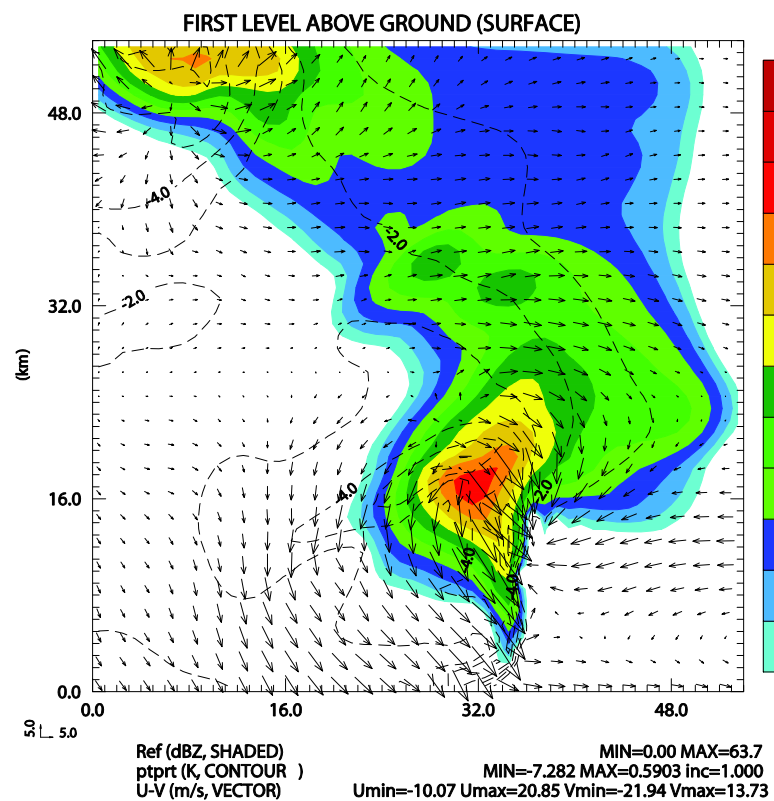 FIRST LEVEL ABOVE GROUND (SURFACE)
48.0
-4.0
-2.0
32.0
-2.0
(km)
16.0
-4.0
-2.0
-4.0
-4.0
0.0
0.0 16.0 32.0 48.0
5.0
5.0
Ref (dBZ, SHADED) MIN=0.00 MAX=63.7
ptprt (K, CONTOUR ) MIN=-7.282 MAX=0.5903 inc=1.000
U-V (m/s, VECTOR) Umin=-10.07 Umax=20.85 Vmin=-21.94 Vmax=13.73